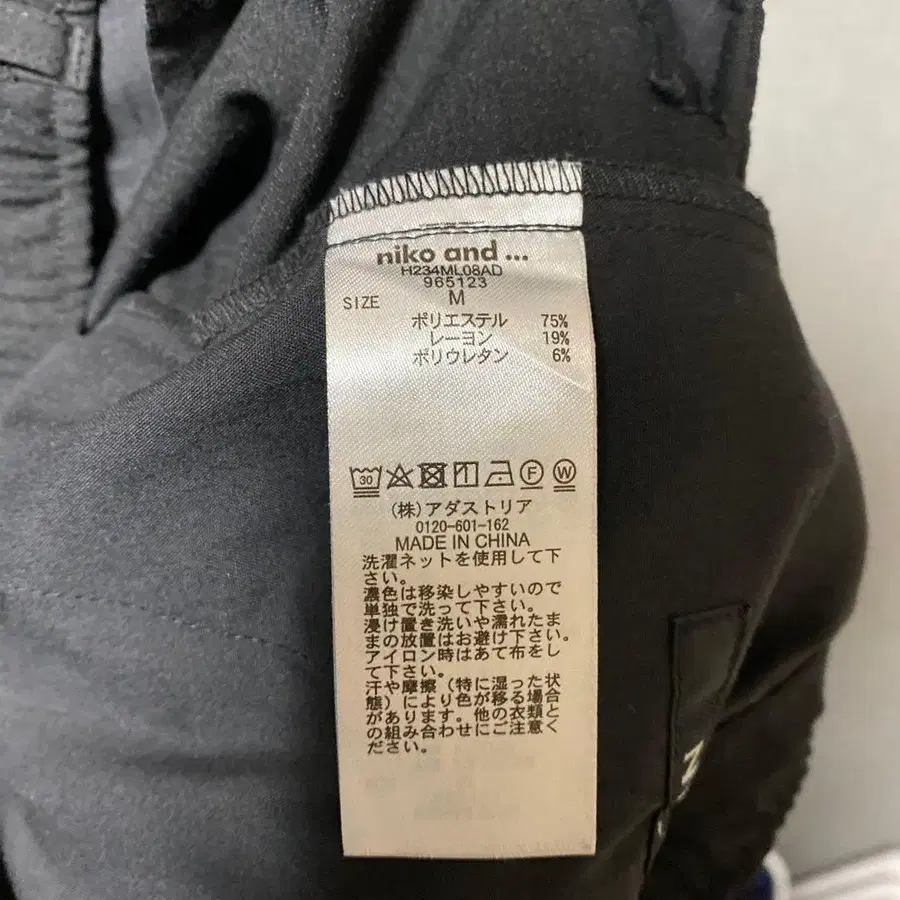 niko and ...
H234ML08AD
965123
SIZE M
ポリエステル 75%
レーヨン 19%
ポリウレタン 6%
30 F W
(株)アダストリア
0120-601-162
MADE IN CHINA
洗濯ネットを使用して下
さい。
濃色は移染しやすいので
単独で洗って下さい。
浸け置き洗いや濡れたま
まの放置はお避け下さい。
アイロン時はあて布をし
て下さい。
汗や摩擦（特に湿った状
態）により色が移る場合
があります。他の衣類と
の組み合わせにご注意く
ださい。